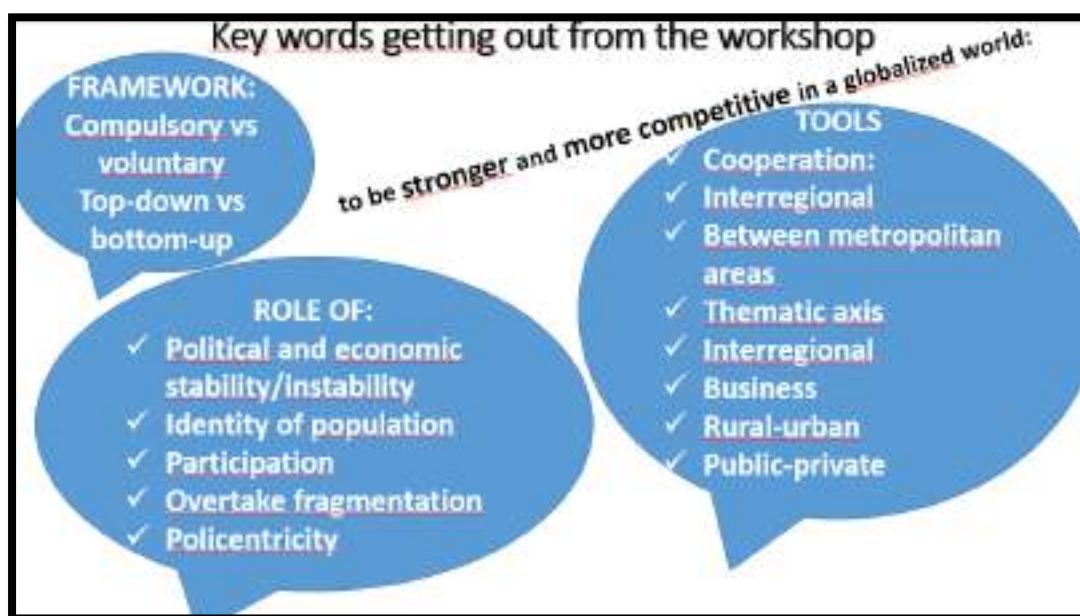 Key words getting out from the workshop
to be stronger and more competitive in a globalized world:
FRAMEWORK:
Compulsory vs
voluntary
Top-down vs
bottom-up
ROLE OF:
✓ Political and economic
stability/instability
✓ Identity of population
✓ Participation
✓ Overtake fragmentation
✓ Policentricity
TOOLS
✓ Cooperation:
✓ Interregional
✓ Between metropolitan
areas
✓ Thematic axis
✓ Interregional
✓ Business
✓ Rural-urban
✓ Public-private